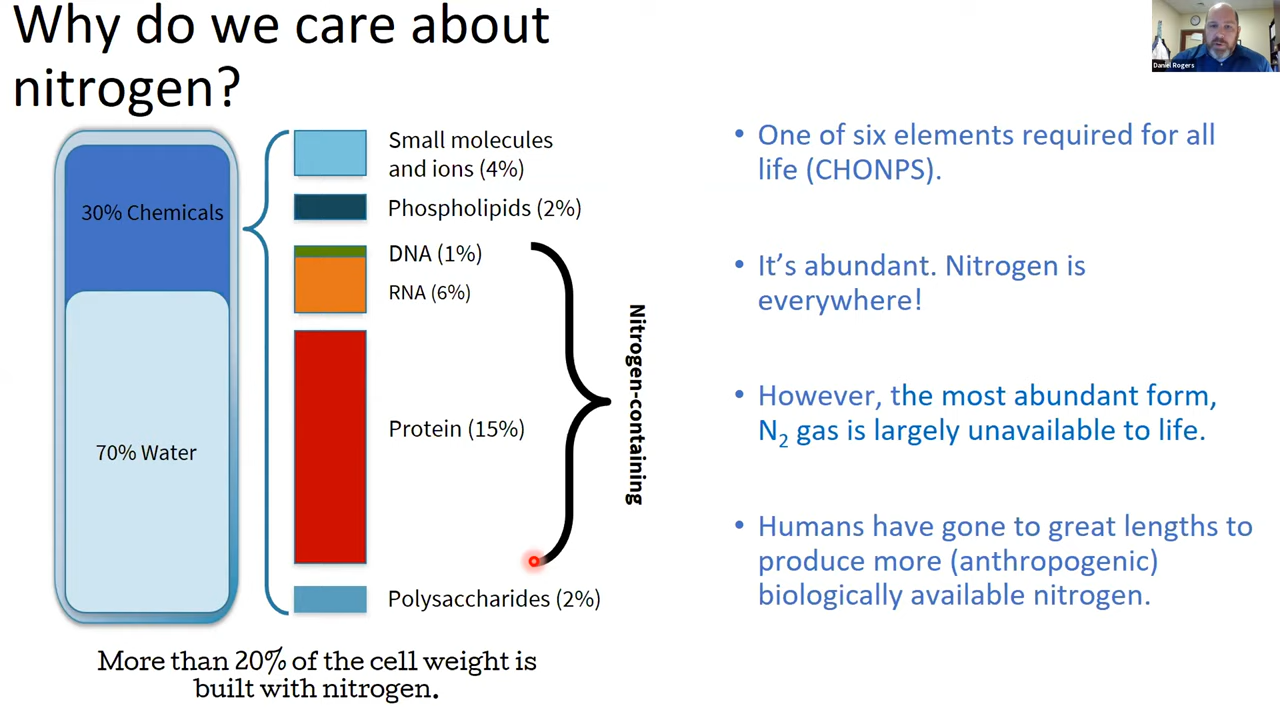 Why do we care about
nitrogen?
Daniel Rogers
30% Chemicals
70% Water
Small molecules
and ions (4%)
Phospholipids (2%)
DNA (1%)
RNA (6%)
Protein (15%)
Polysaccharides (2%)
Nitrogen-containing
More than 20% of the cell weight is
built with nitrogen.
• One of six elements required for all
life (CHONPS).
• It’s abundant. Nitrogen is
everywhere!
• However, the most abundant form,
N₂ gas is largely unavailable to life.
• Humans have gone to great lengths to
produce more (anthropogenic)
biologically available nitrogen.